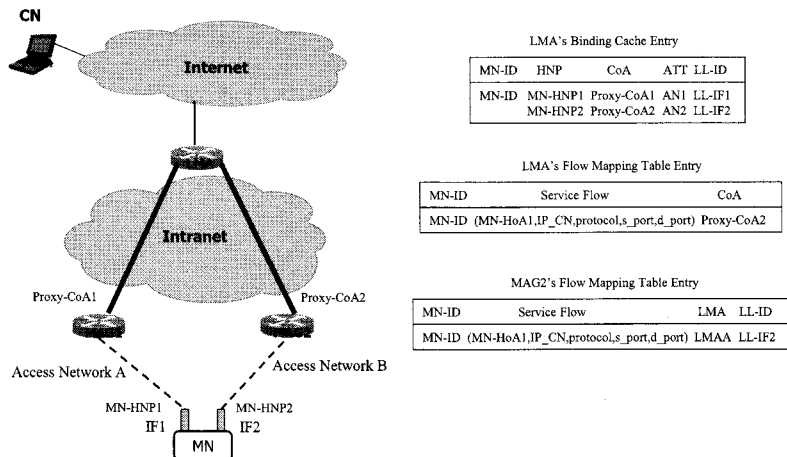 CN
Internet
LMA
Intranet
Proxy-CoA1
Proxy-CoA2
Access Network A
Access Network B
MN-HNP1
MN-HNP2
IF1
IF2
MN
LMA's Binding Cache Entry
MN-ID HNP CoA ATT LL-ID
MN-ID MN-HNP1 Proxy-CoA1 AN1 LL-IF1
MN-HNP2 Proxy-CoA2 AN2 LL-IF2
LMA's Flow Mapping Table Entry
MN-ID Service Flow CoA
MN-ID (MN-HoA1,IP_CN,protocol,s_port,d_port) Proxy-CoA2
MAG2's Flow Mapping Table Entry
MN-ID Service Flow LMA LL-ID
MN-ID (MN-HoA1,IP_CN,protocol,s_port,d_port) LMAA LL-IF2